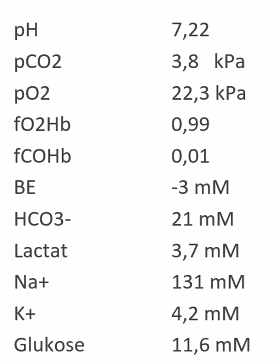 pH 7,22
pCO2 3,8 kPa
pO2 22,3 kPa
fO2Hb 0,99
fCOHb 0,01
BE -3 mM
HCO3- 21 mM
Lactat 3,7 mM
Na+ 131 mM
K+ 4,2 mM
Glukose 11,6 mM